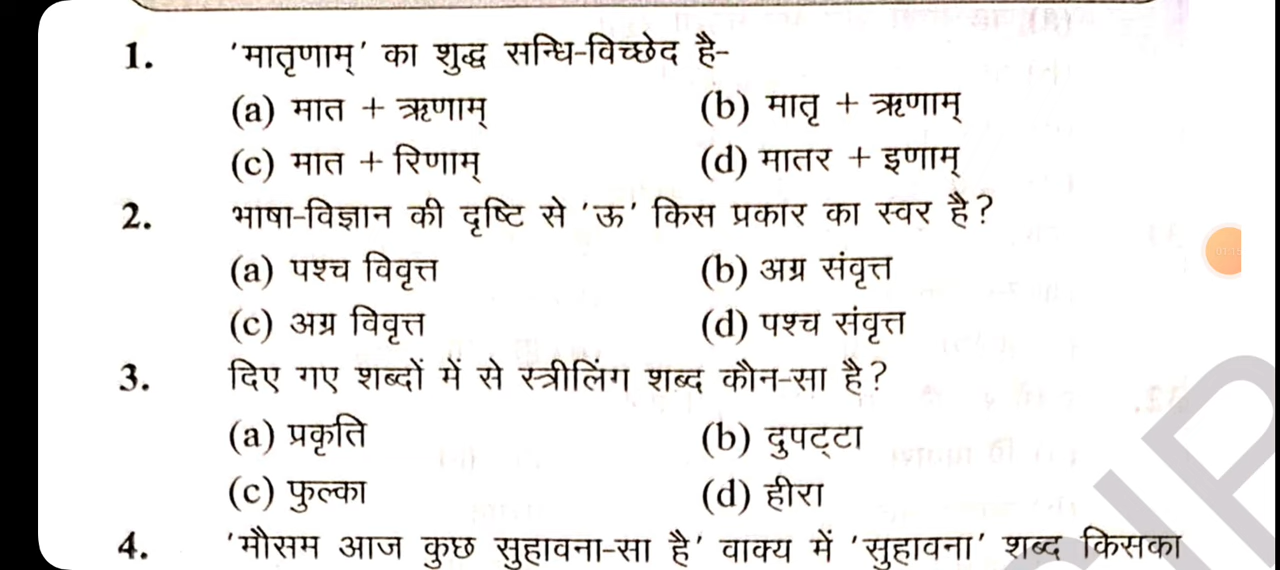 1. 'मातृणाम्' का शुद्ध सन्धि-विच्छेद है-
(a) मात + ऋणाम् (b) मातृ + ऋणाम्
(c) मात + रिणाम् (d) मातर + इणाम्
2. भाषा-विज्ञान की दृष्टि से 'ऊ' किस प्रकार का स्वर है?
(a) पश्च विवृत्त (b) अग्र संवृत्त
(c) अग्र विवृत्त (d) पश्च संवृत्त
3. दिए गए शब्दों में से स्त्रीलिंग शब्द कौन-सा है?
(a) प्रकृति (b) दुपट्‌टा
(c) फुल्का (d) हीरा
4. 'मौसम आज कुछ सुहावना-सा है' वाक्य में 'सुहावना' शब्द किसका